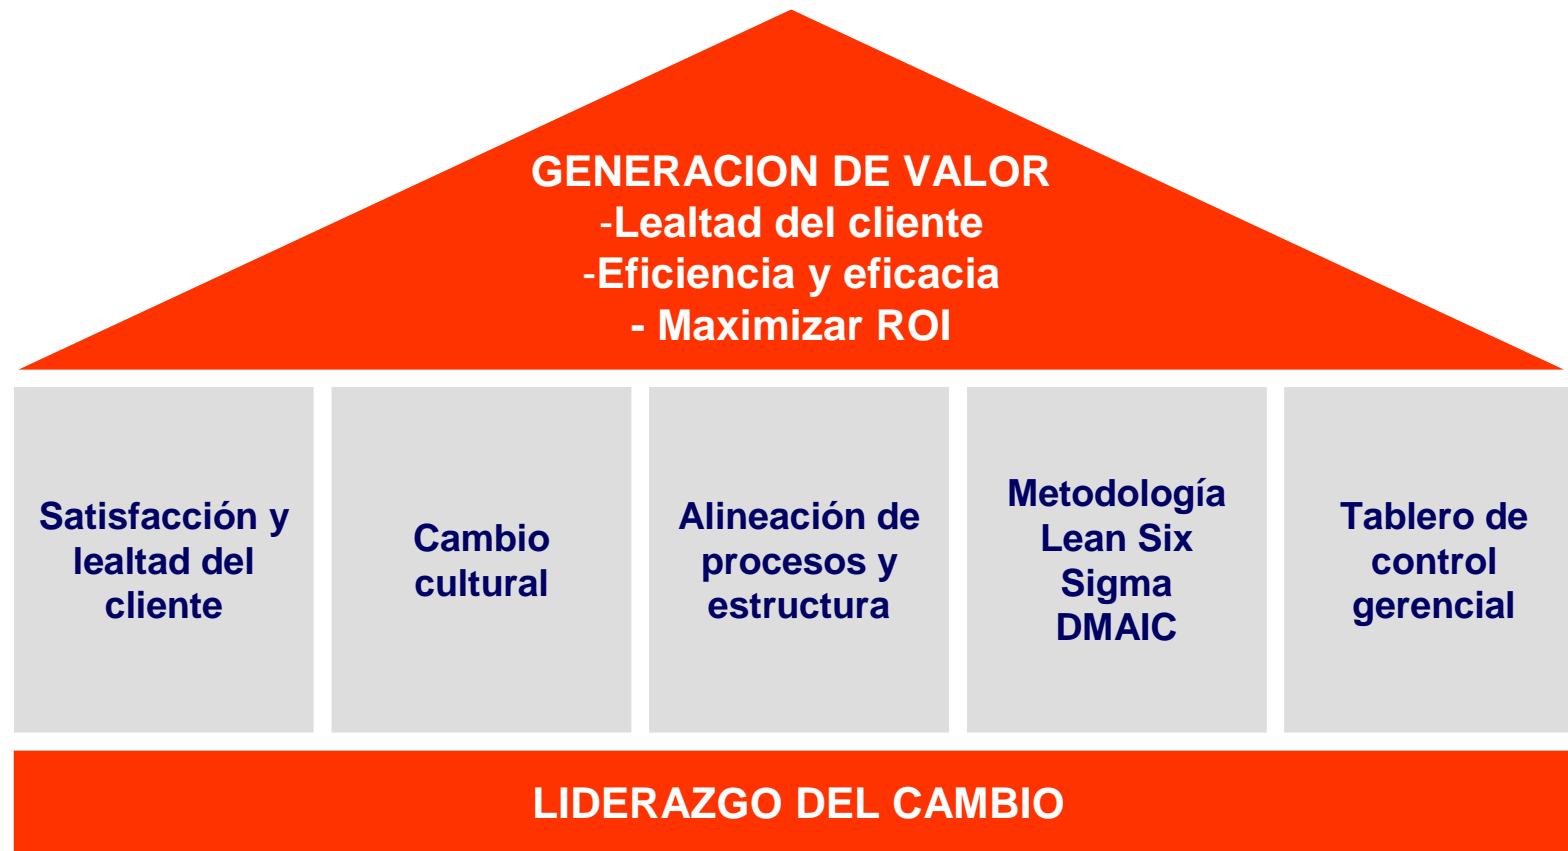 GENERACION DE VALOR
-Lealtad del cliente
-Eficiencia y eficacia
- Maximizar ROI
Satisfacción y
lealtad del
cliente
Cambio
cultural
Alineación de
procesos y
estructura
Metodología
Lean Six
Sigma
DMAIC
Tablero de
control
gerencial
LIDERAZGO DEL CAMBIO